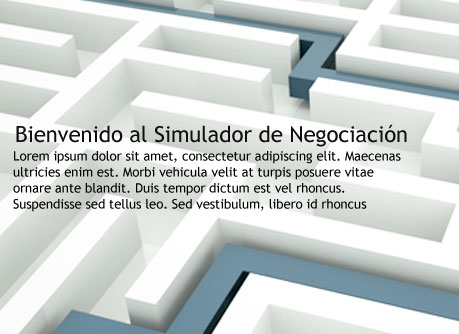 Bienvenido al Simulador de Negociación
Lorem ipsum dolor sit amet, consectetur adipiscing elit. Maecenas
ultricies enim est. Morbi vehicula velit at turpis posuere vitae
ornare ante blandit. Duis tempor dictum est vel rhoncus.
Suspendisse sed tellus leo. Sed vestibulum, libero id rhoncus